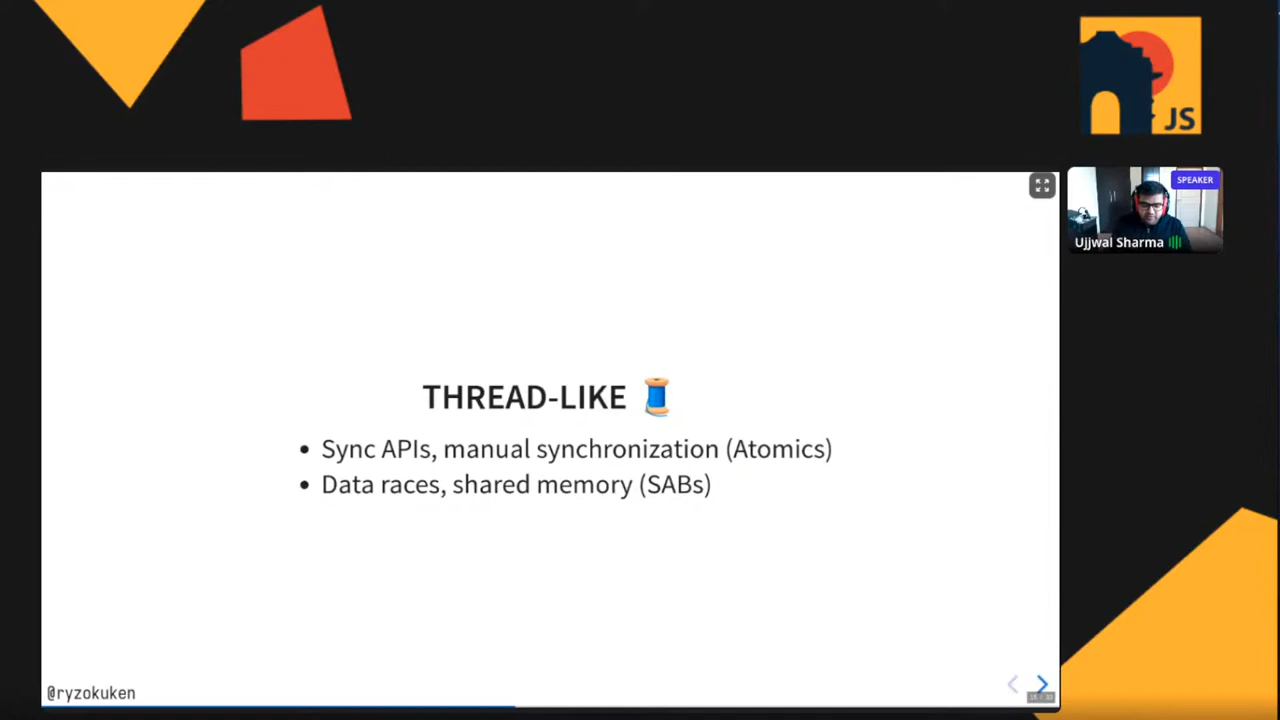 JS
SPEAKER
Ujjwal Sharma
THREAD-LIKE
• Sync APIs, manual synchronization (Atomics)
• Data races, shared memory (SABs)
@ryzokuken